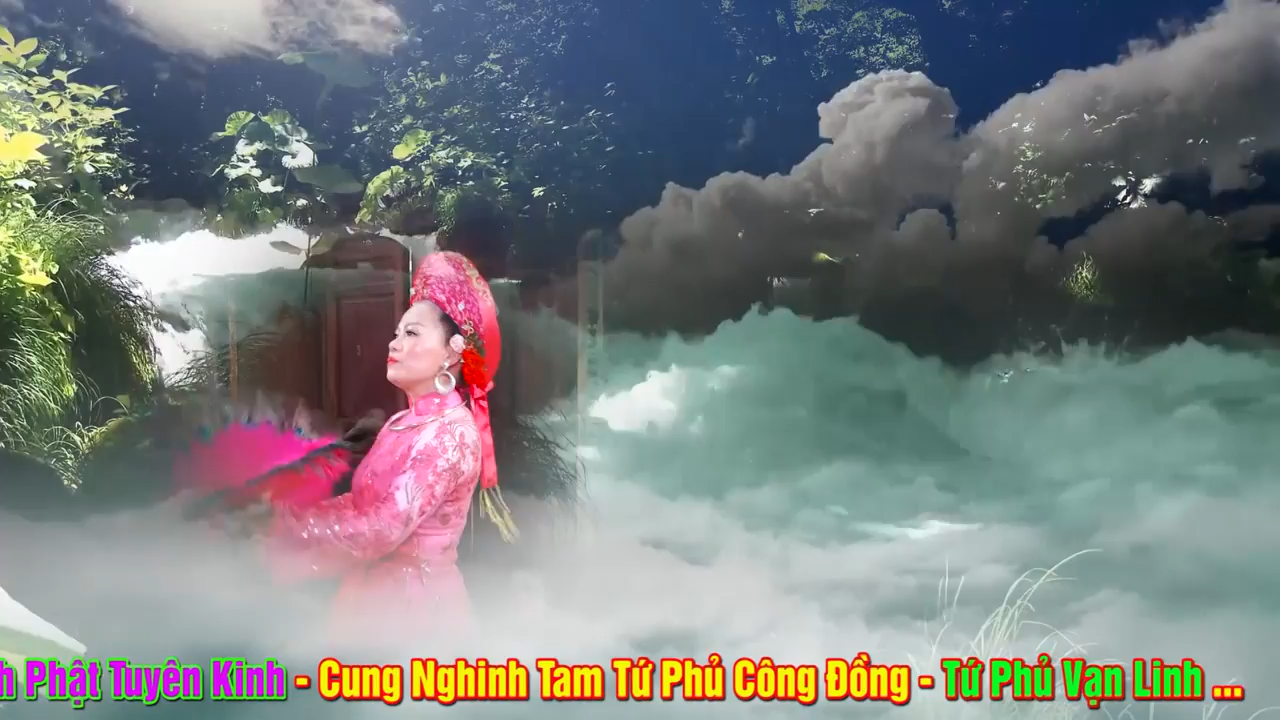 h Phật Tuyên Kinh - Cung Nghinh Tam Tứ Phủ Công Đồng - Tứ Phủ Vạn Linh ...